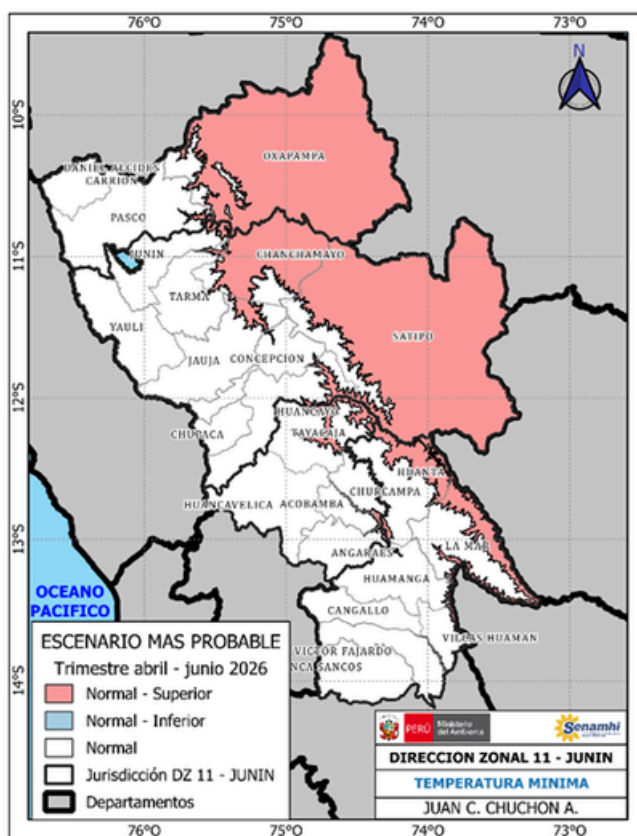 76°O 75°O 74°O 73°O
N
10°S
OXAPAMPA
DANIEL ALCIDES
CARRION
PASCO
11°S
JUNIN
CHANCHAMAYO
TARMA
YAULI
SATIPO
JAUJA
CONCEPCION
12°S
CHUPACA
HUANCAYO
TAYACAJA
HUANTA
CHURCAMPA
HUANCAVELICA
ACOBAMBA
13°S
ANGARAES
LA MAR
HUAMANGA
OCEANO
PACIFICO
CANGALLO
VILCAS HUAMAN
VICTOR FAJARDO
NCA SANCOS
14°S
ESCENARIO MAS PROBABLE
Trimestre abril - junio 2026
Normal - Superior
Normal - Inferior
Normal
Jurisdicción DZ 11 - JUNIN
Departamentos
PERÚ
Ministerio
del Ambiente
Senamhi
DIRECCION ZONAL 11 - JUNIN
TEMPERATURA MINIMA
JUAN C. CHUCHON A.
76°O 75°O 74°O 73°O